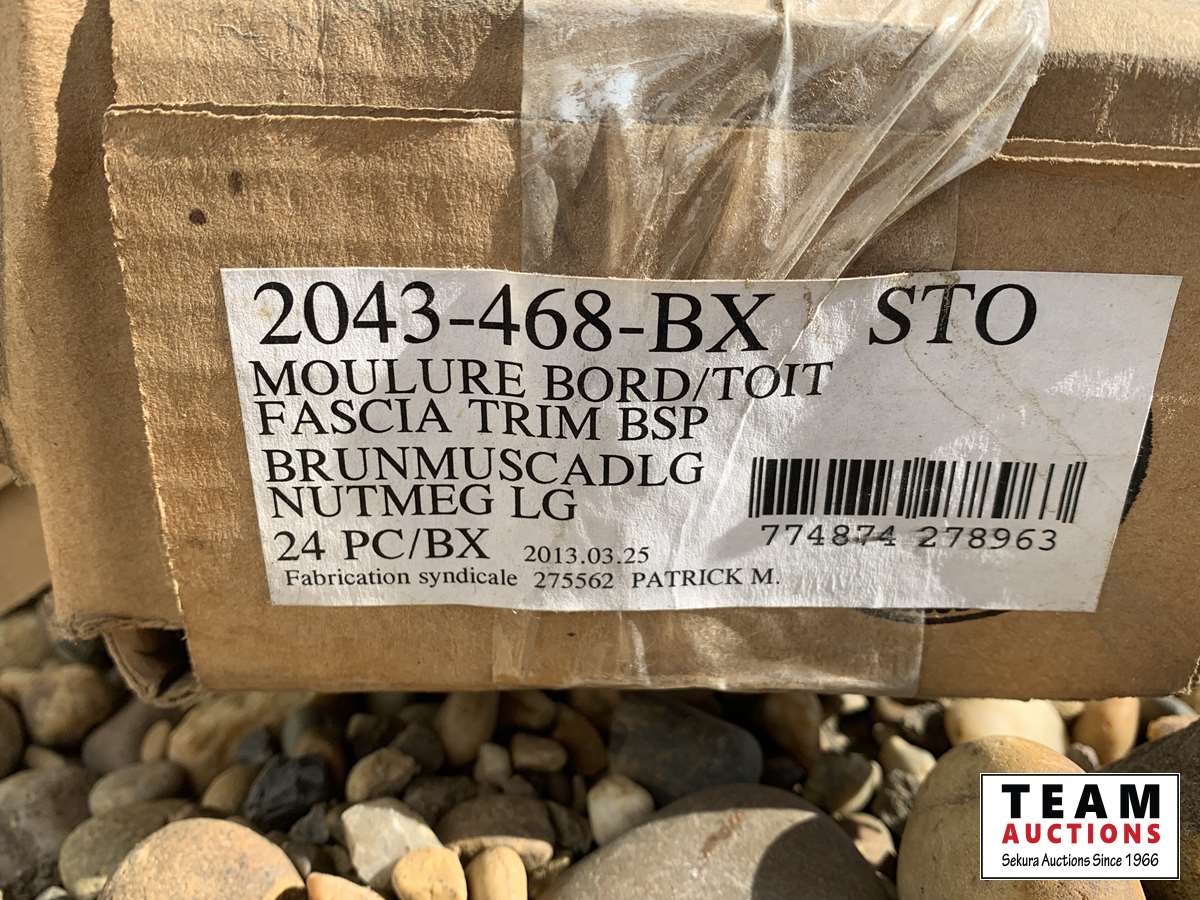 2043-468-BX STO
MOULURE BORD/TOIT
FASCIA TRIM BSP
BRUNMUSCADLG
NUTMEG LG
24 PC/BX 2013.03.25
774874 278963
Fabrication syndicale 275562 PATRICK M.
TEAM
AUCTIONS
Sekura Auctions Since 1966